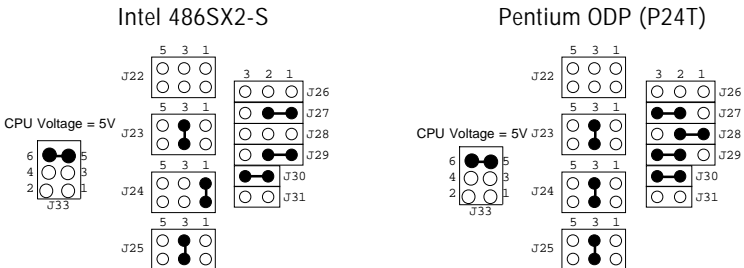 Intel 486SX2-S
5 3 1
J22
CPU Voltage = 5V
J23
5 3 1
6 5
4 3
2 1
J33
J24
5 3 1
J25
5 3 1
3 2 1
J26
J27
J28
J29
J30
J31
Pentium ODP (P24T)
5 3 1
J22
CPU Voltage = 5V
J23
5 3 1
6 5
4 3
2 1
J33
J24
5 3 1
J25
5 3 1
3 2 1
J26
J27
J28
J29
J30
J31